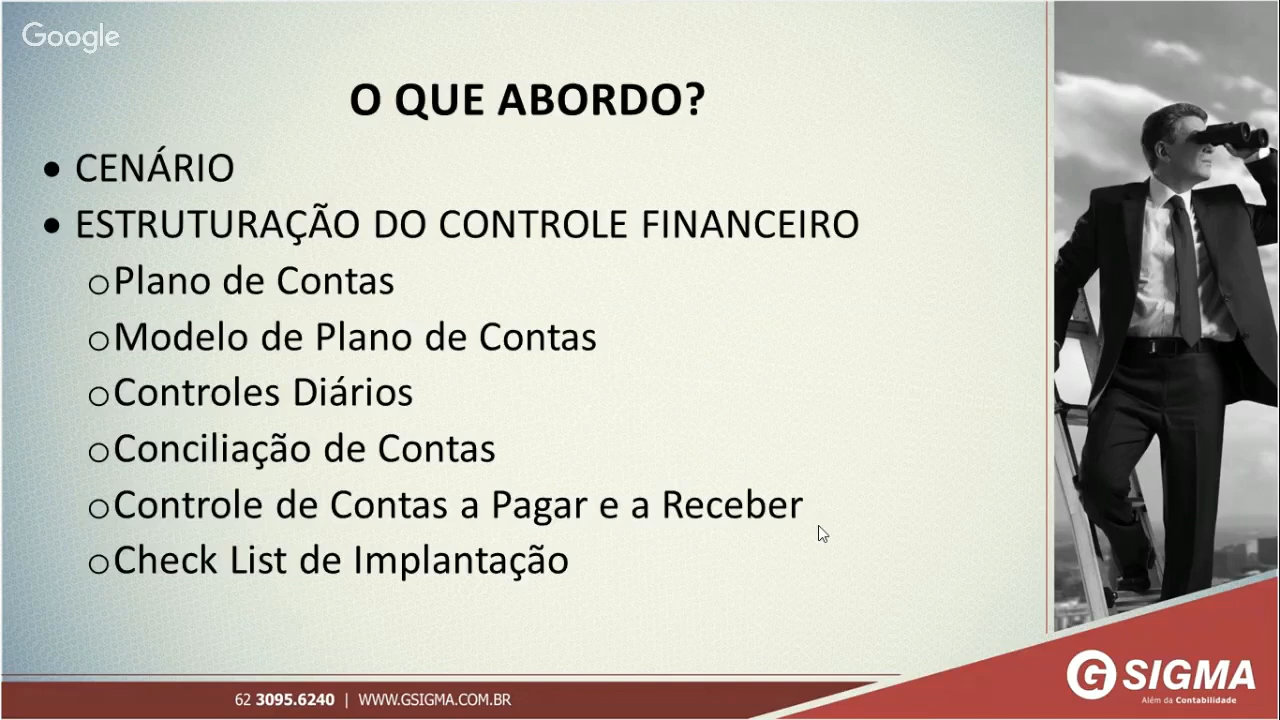 Google
O QUE ABORDO?
• CENÁRIO
• ESTRUTURAÇÃO DO CONTROLE FINANCEIRO
o Plano de Contas
o Modelo de Plano de Contas
o Controles Diários
o Conciliação de Contas
o Controle de Contas a Pagar e a Receber
o Check List de Implantação
62 3095.6240 | WWW.GSIGMA.COM.BR
G SIGMA
Além da Contabilidade